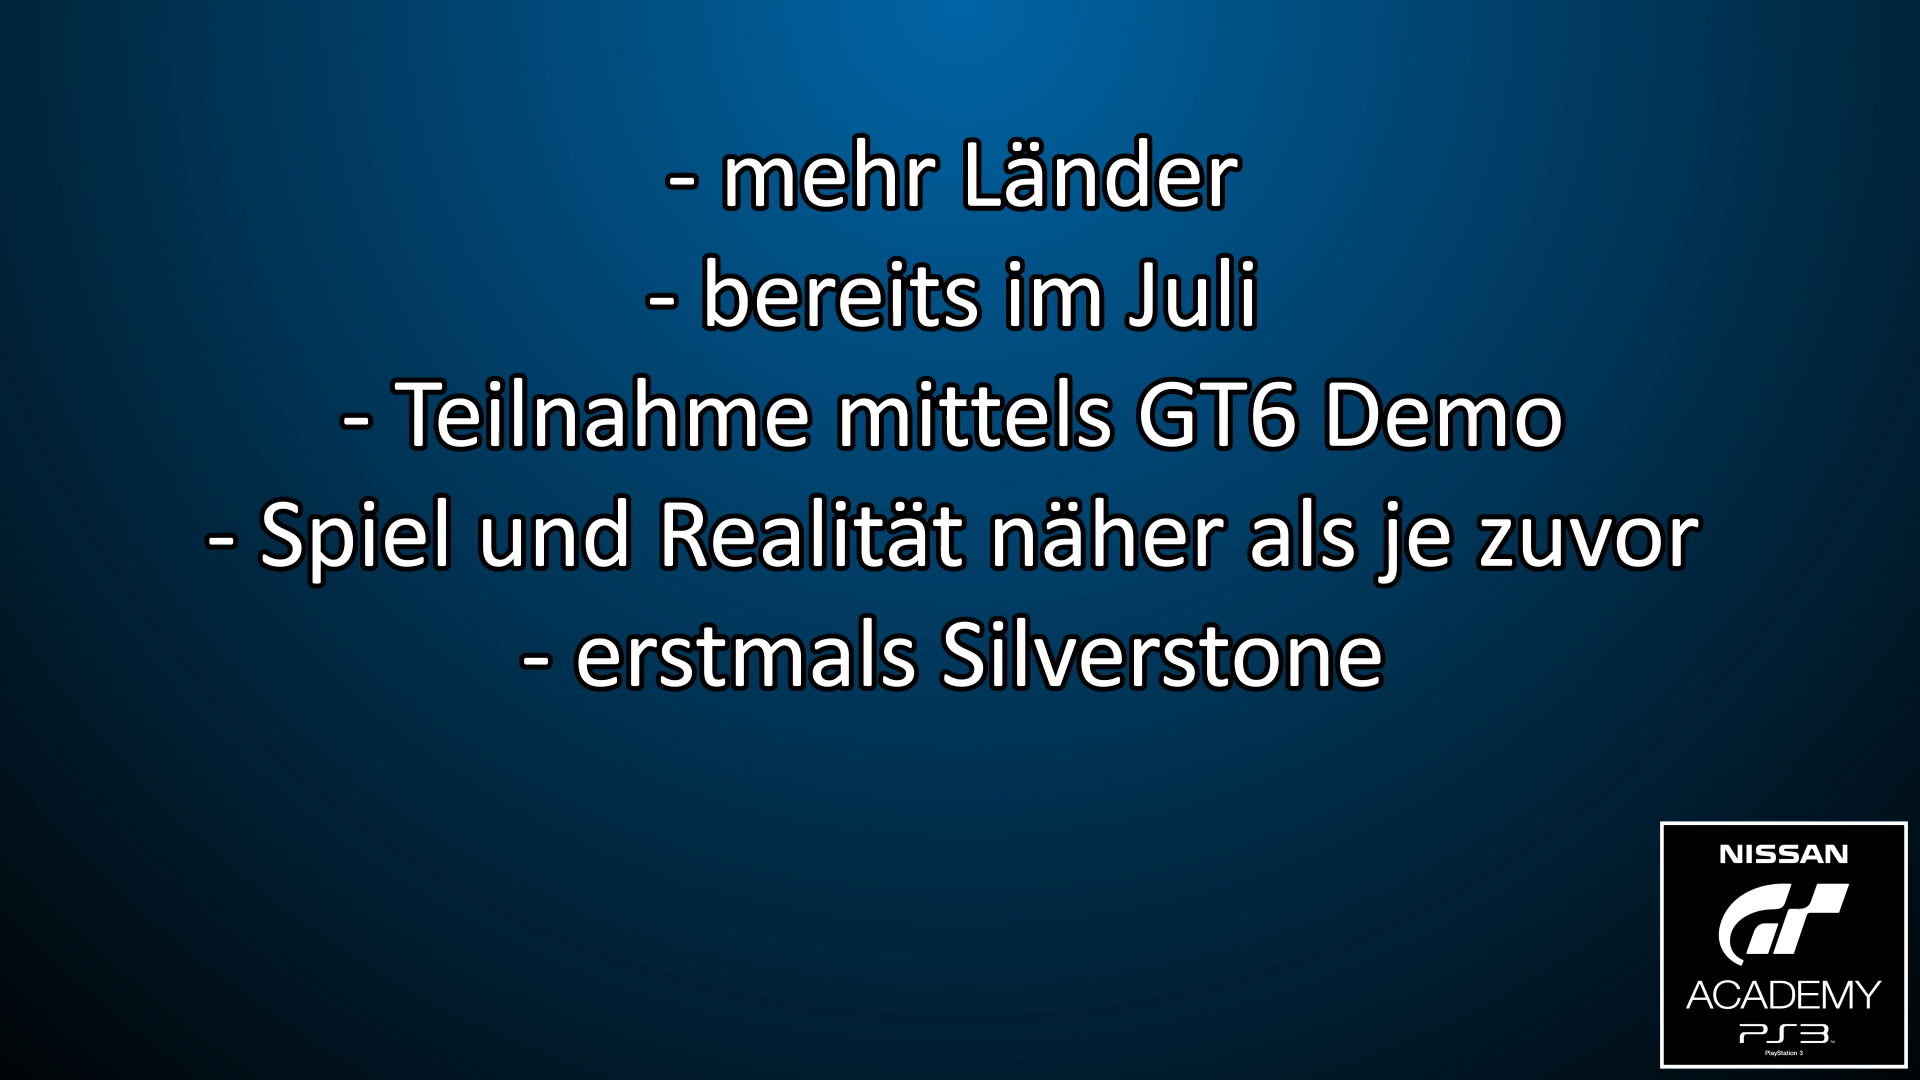 - mehr Länder
- bereits im Juli
- Teilnahme mittels GT6 Demo
- Spiel und Realität näher als je zuvor
- erstmals Silverstone
NISSAN
GT
ACADEMY
PS3
PlayStation 3